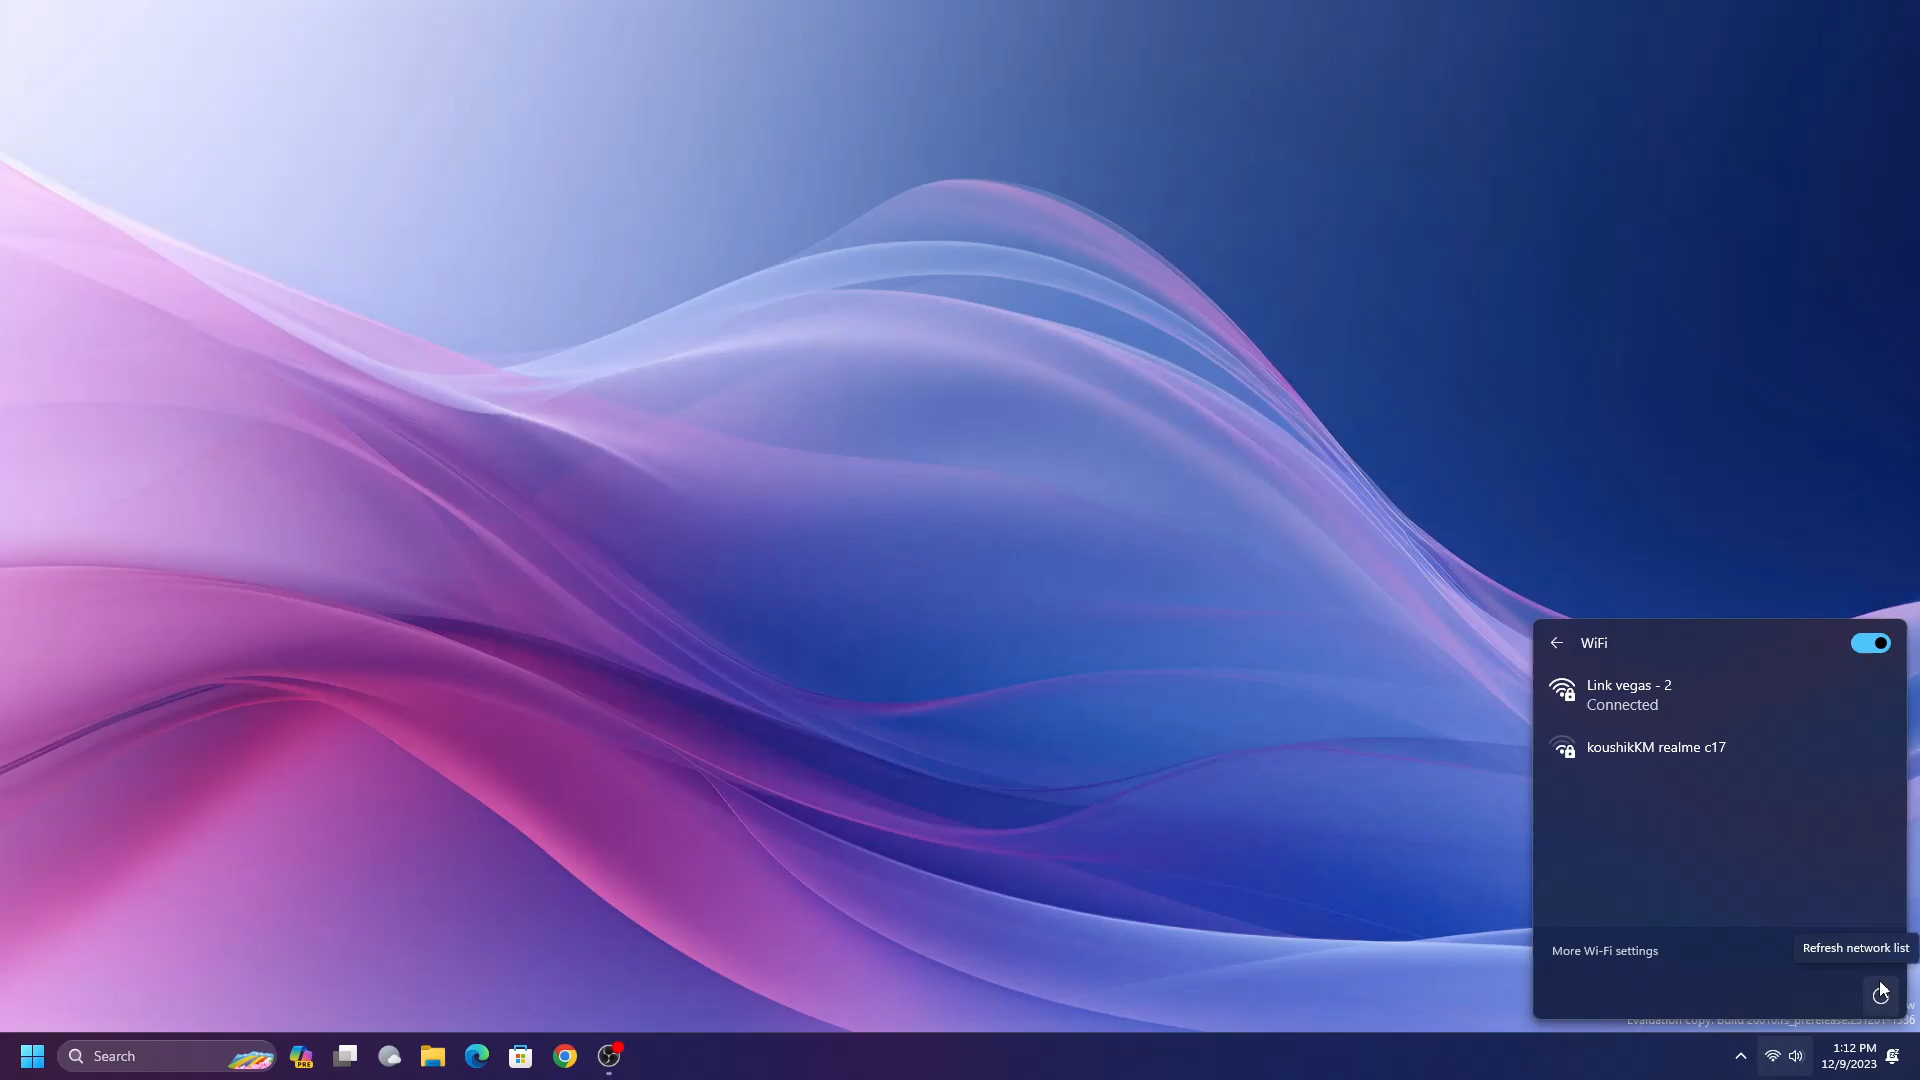 WiFi
Link vegas - 2
Connected
koushikKM realme c17
More Wi-Fi settings
Refresh network list
Search
PRE
1:12 PM
12/9/2023